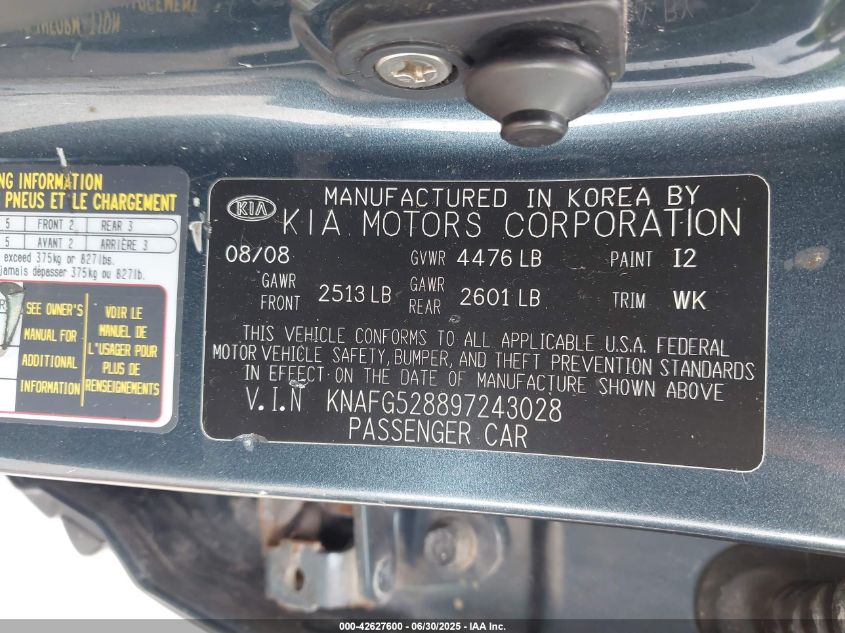 NG INFORMATION
PNEUS ET LE CHARGEMENT
5 FRONT 2 REAR 3
5 AVANT 2 ARRIÈRE 3
exceed 375kg or 827lbs.
jamais dépasser 375kg ou 827lb.
SEE OWNER'S
MANUAL FOR
ADDITIONAL
INFORMATION
VOIR LE
MANUEL DE
L'USAGER POUR
PLUS DE
RENSEIGNEMENTS
MANUFACTURED IN KOREA BY
KIA KIA MOTORS CORPORATION
08/08 GVWR 4476 LB PAINT I2
GAWR FRONT 2513 LB GAWR REAR 2601 LB TRIM WK
THIS VEHICLE CONFORMS TO ALL APPLICABLE U.S.A. FEDERAL
MOTOR VEHICLE SAFETY, BUMPER, AND THEFT PREVENTION STANDARDS
IN EFFECT ON THE DATE OF MANUFACTURE SHOWN ABOVE
V.I.N KNAFG528897243028
PASSENGER CAR
000-42627600 - 06/30/2025 - IAA Inc.